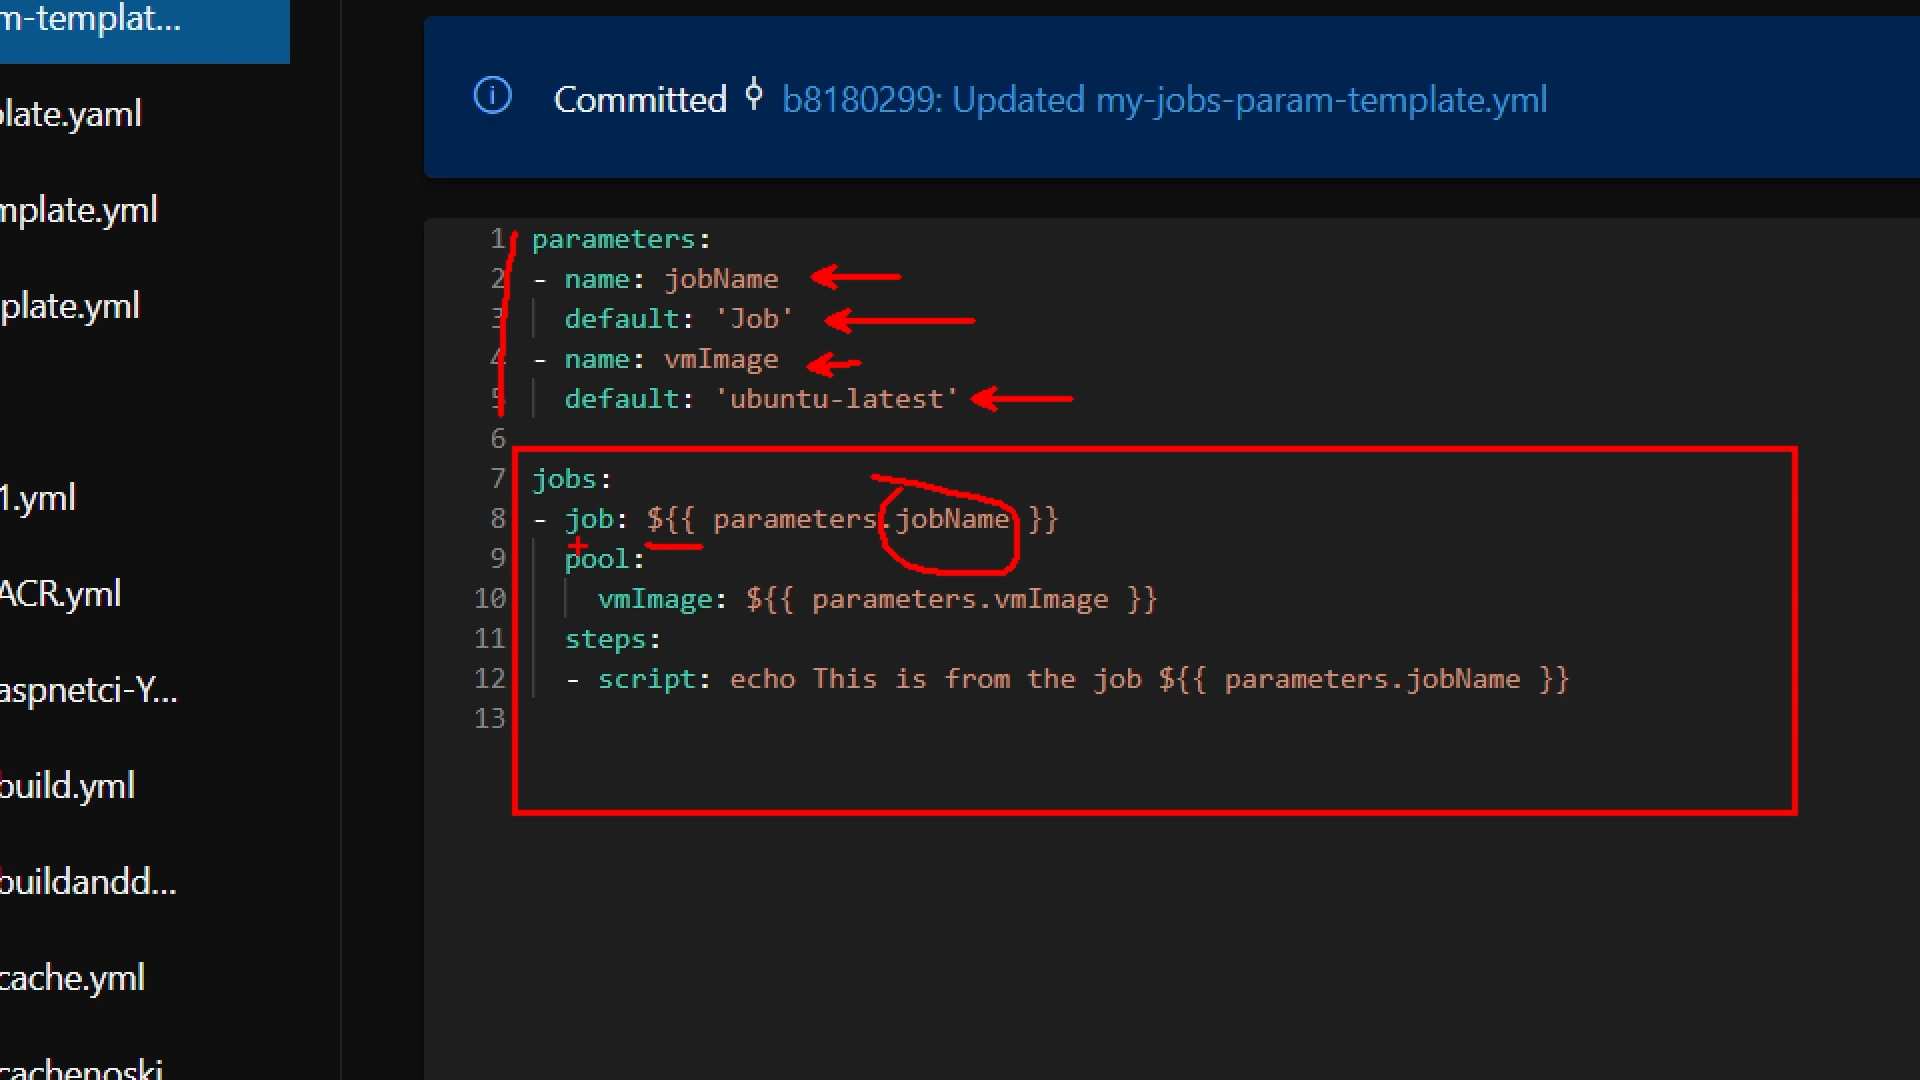 m-templat...
plate.yaml
mplate.yml
plate.yml
1.yml
ACR.yml
aspnetci-Y...
build.yml
buildandd...
cache.yml
cachenoski
Committed b8180299: Updated my-jobs-param-template.yml
1 parameters:
2 - name: jobName
3 default: 'Job'
4 - name: vmImage
5 default: 'ubuntu-latest'
6
7 jobs:
8 - job: ${{ parameters.jobName }}
9 pool:
10 vmImage: ${{ parameters.vmImage }}
11 steps:
12 - script: echo This is from the job ${{ parameters.jobName }}
13